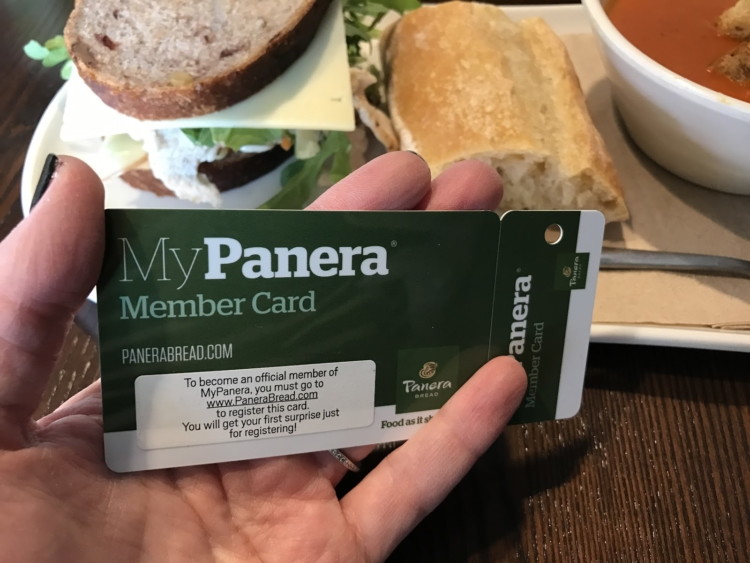 MyPanera®
Member Card
PANERABREAD.COM
To become an official member of
MyPanera, you must go to
www.PaneraBread.com
to register this card.
You will get your first surprise just
for registering!
Panera
BREAD
Food as it
anera®
Member Card
Panera